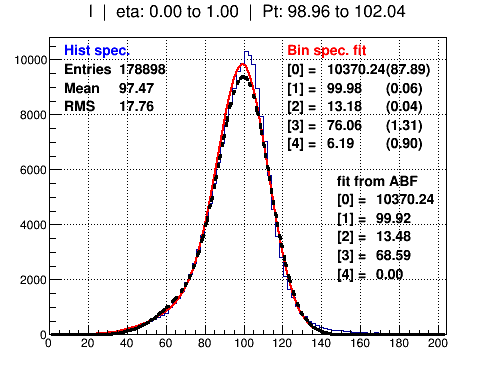 I | eta: 0.00 to 1.00 | Pt: 98.96 to 102.04
Hist spec.
Entries 178898
Mean 97.47
RMS 17.76
Bin spec. fit
[0] = 10370.24(87.89)
[1] = 99.98 (0.06)
[2] = 13.18 (0.04)
[3] = 76.06 (1.31)
[4] = 6.19 (0.90)
fit from ABF
[0] = 10370.24
[1] = 99.92
[2] = 13.48
[3] = 68.59
[4] = 0.00
10000
8000
6000
4000
2000
0
0 20 40 60 80 100 120 140 160 180 200